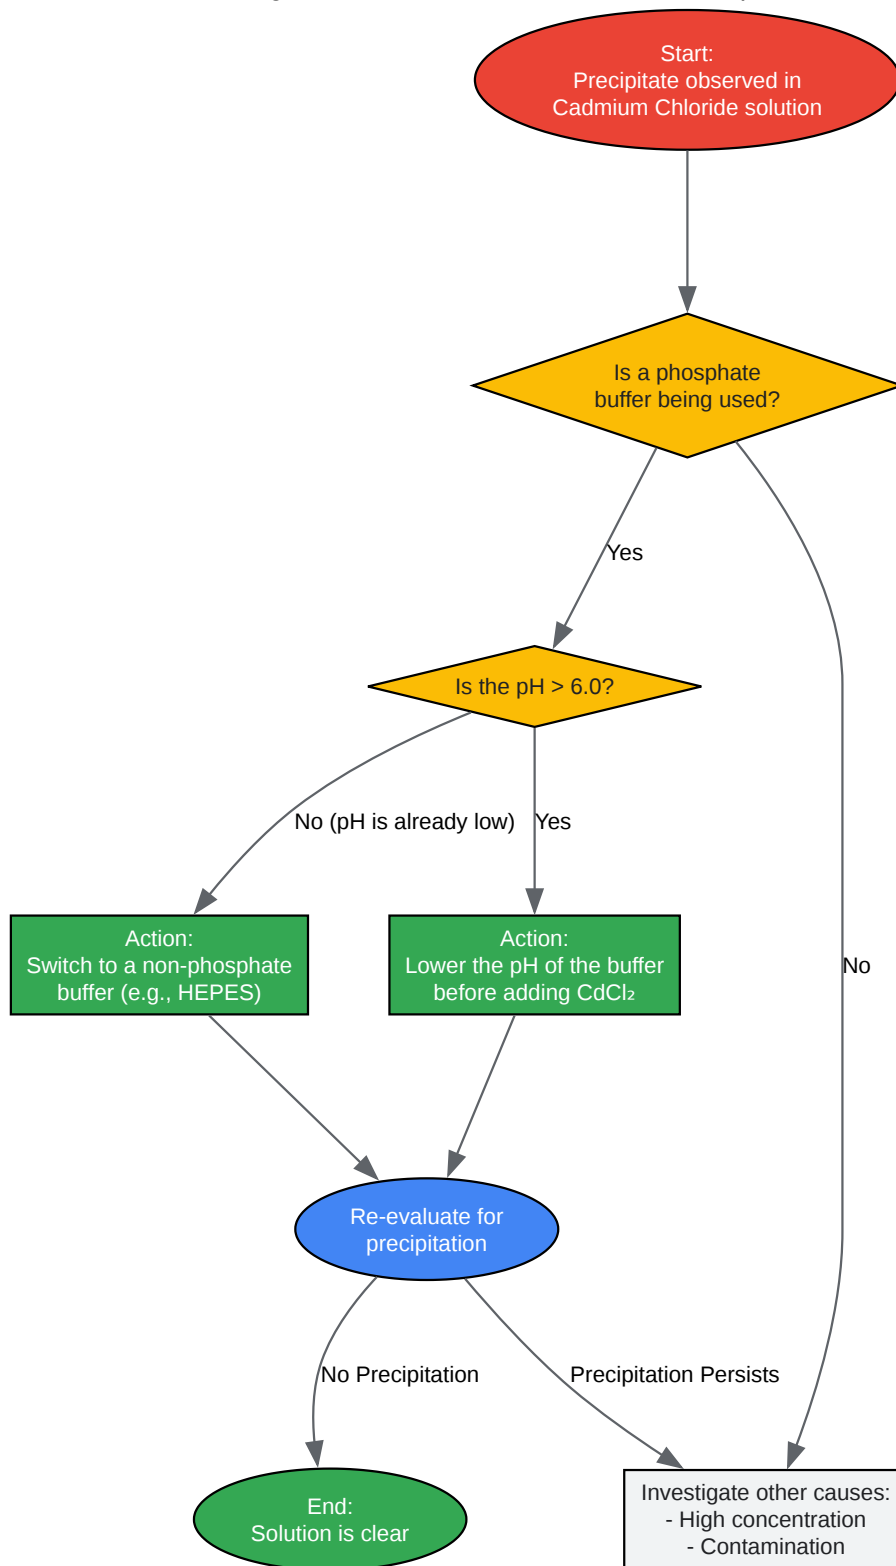 Start:
Precipitate observed in
Cadmium Chloride solution
Is a phosphate
buffer being used?
Yes
Is the pH > 6.0?
No (pH is already low)
Yes
Action:
Switch to a non-phosphate
buffer (e.g., HEPES)
Action:
Lower the pH of the buffer
before adding CdCl₂
No
Re-evaluate for
precipitation
No Precipitation
Precipitation Persists
End:
Solution is clear
Investigate other causes:
- High concentration
- Contamination